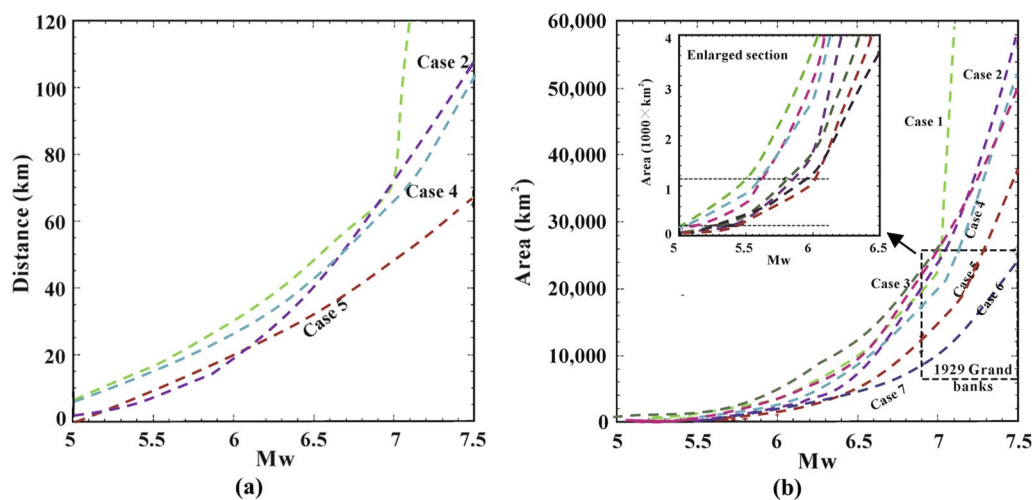 120
100
80
60
40
20
0
Distance (km)
5
5.5
6
6.5
7
7.5
Mw
Case 2
Case 4
Case 5
(a)
60,000
50,000
40,000
30,000
20,000
10,000
0
Area (km²)
5
5.5
6
6.5
7
7.5
Mw
Enlarged section
4
3
2
1
0
Area (1000 × km²)
5
5.5
6
6.5
Mw
Case 1
Case 2
Case 3
Case 4
Case 5
Case 6
Case 7
1929 Grand
banks
(b)